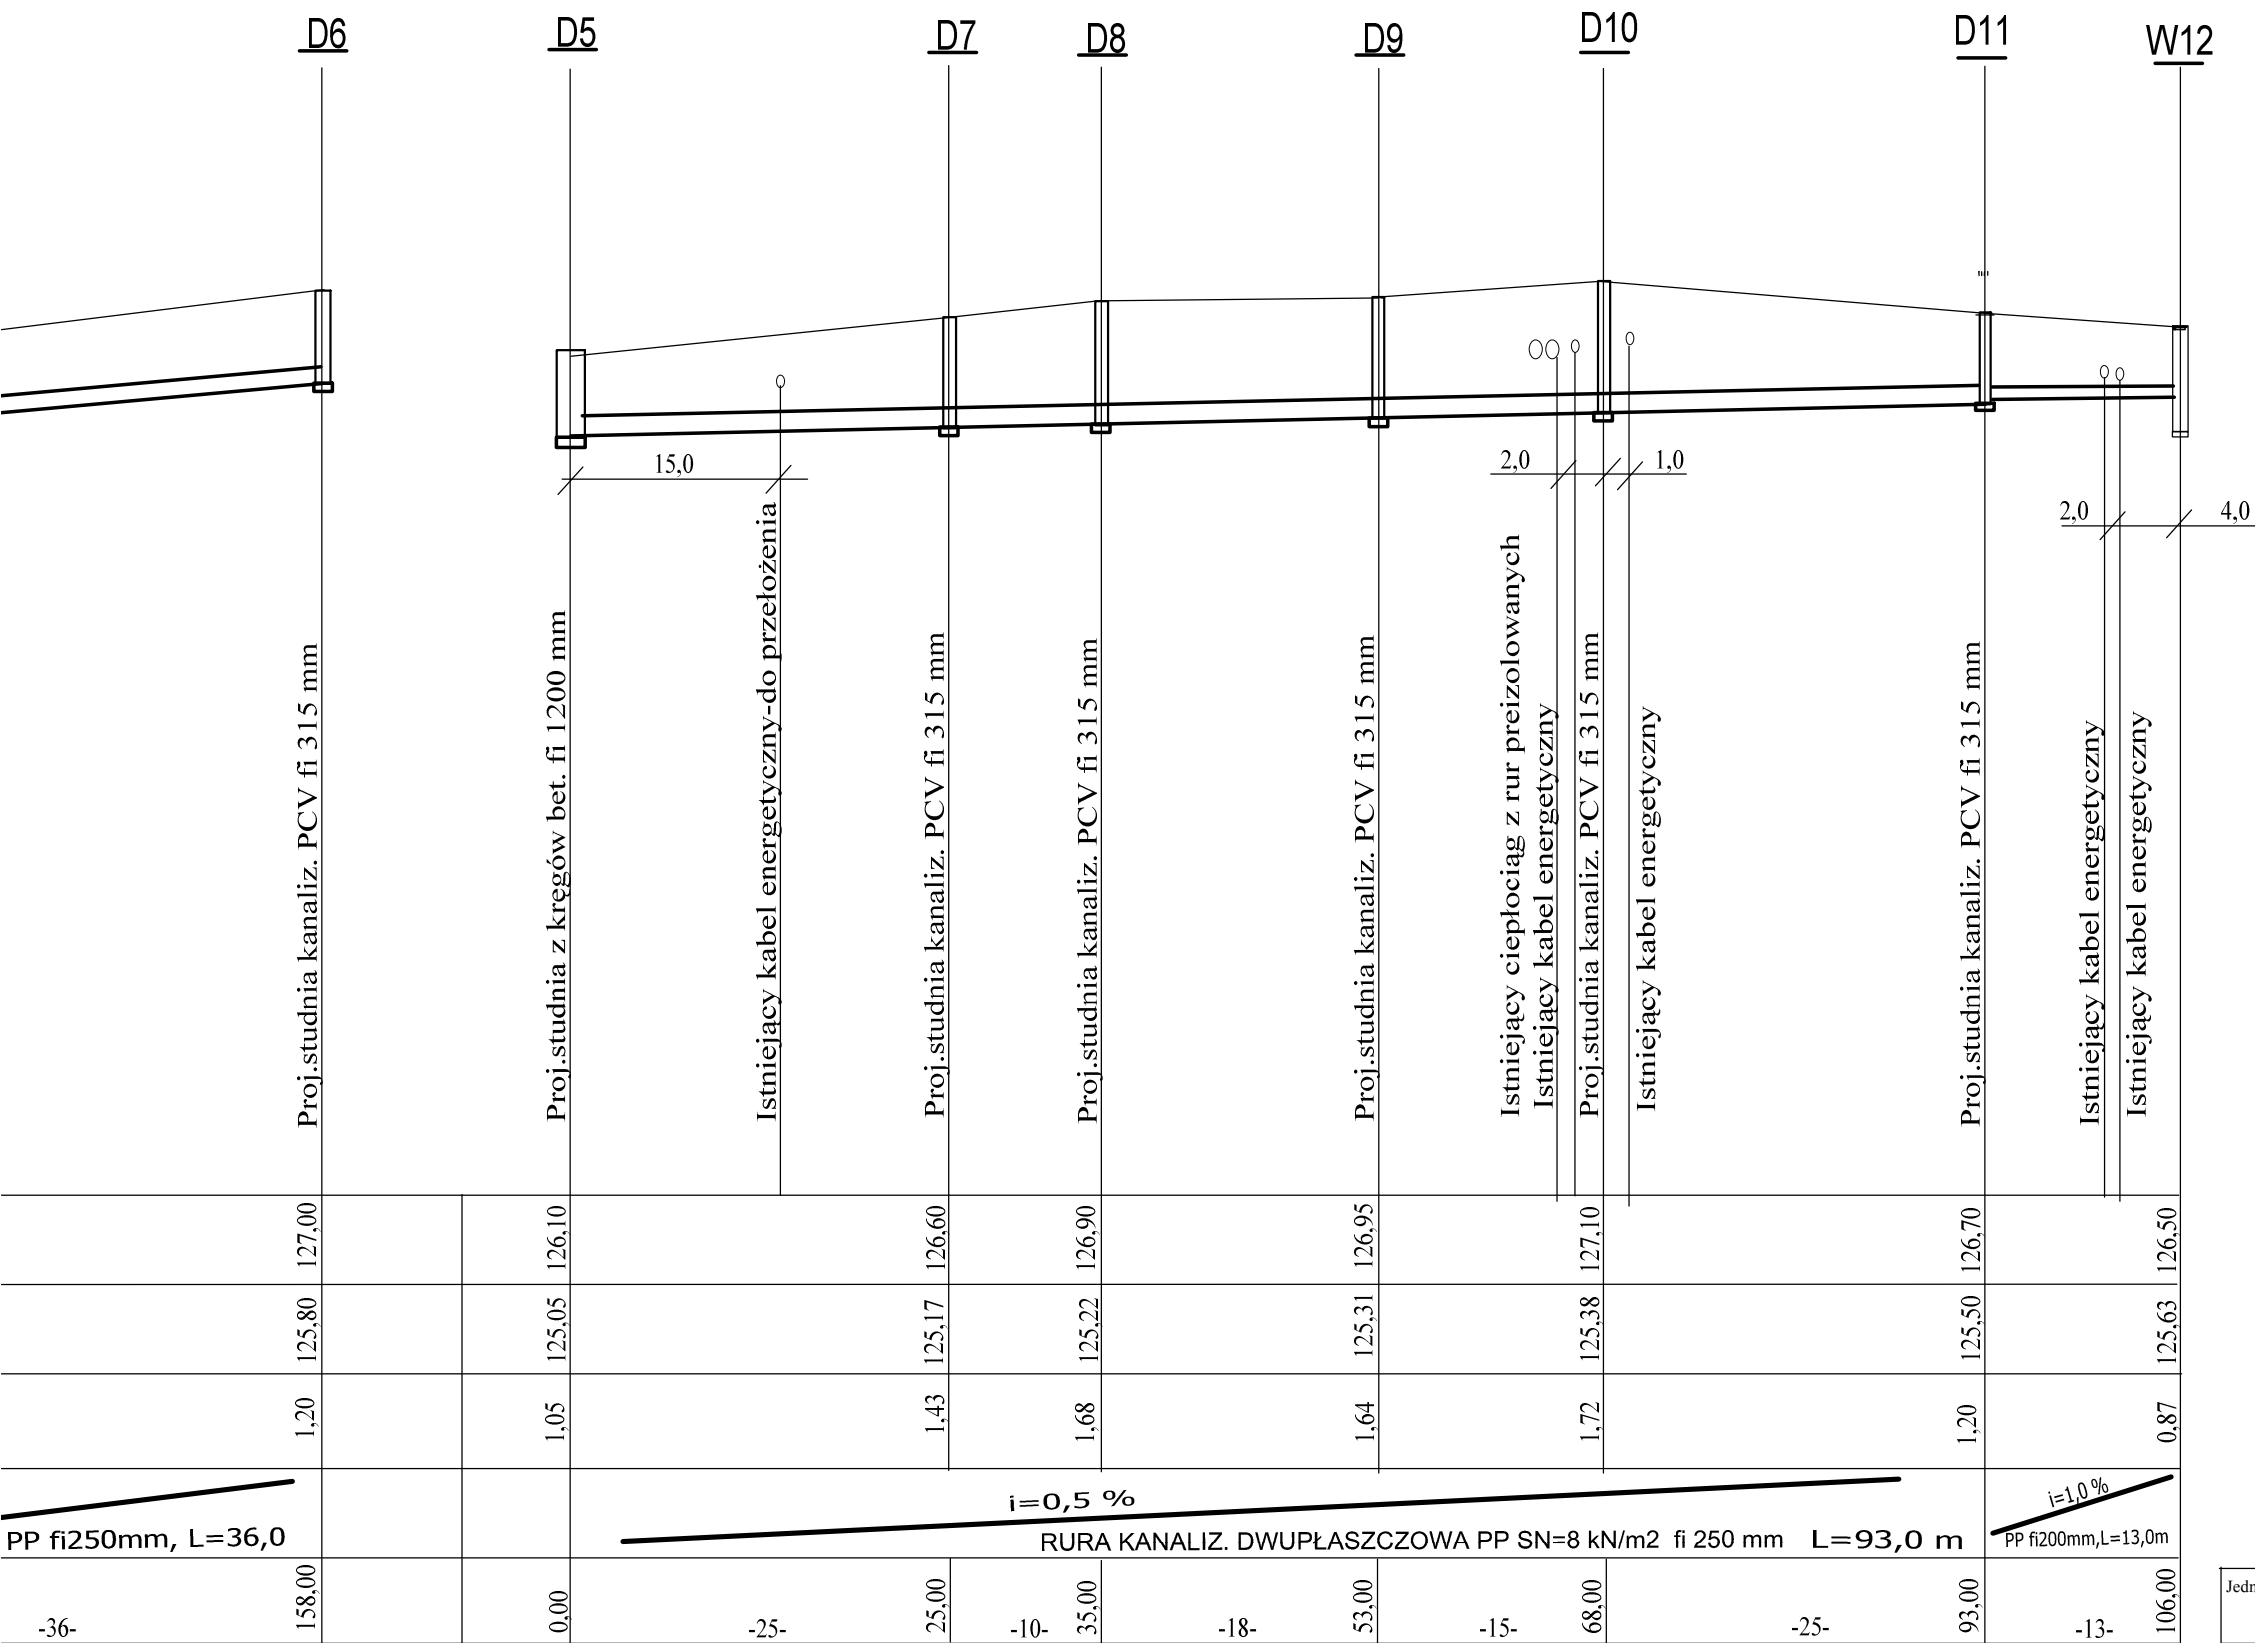 D6 D5 D7 D8 D9 D10 D11 W12
15,0 2,0 1,0
2,0 4,0
Proj.studnia kanaliz. PCV fi 315 mm
Proj.studnia z kręgów bet. fi 1200 mm
Istniejący kabel energetyczny-do przełożenia
Proj.studnia kanaliz. PCV fi 315 mm
Proj.studnia kanaliz. PCV fi 315 mm
Proj.studnia kanaliz. PCV fi 315 mm
Istniejący ciepłociąg z rur preizolowanych
Istniejący kabel energetyczny
Proj.studnia kanaliz. PCV fi 315 mm
Istniejący kabel energetyczny
Proj.studnia kanaliz. PCV fi 315 mm
Istniejący kabel energetyczny
Istniejący kabel energetyczny
127,00 126,10 126,60 126,90 126,95 127,10 126,70 126,50
125,80 125,05 125,17 125,22 125,31 125,38 125,50 125,63
1,20 1,05 1,43 1,68 1,64 1,72 1,20 0,87
i=0,5 % i=1,0 %
PP fi250mm, L=36,0 RURA KANALIZ. DWUPŁASZCZOWA PP SN=8 kN/m2 fi 250 mm L=93,0 m PP fi200mm,L=13,0m
158,00 0,00 25,00 35,00 53,00 68,00 93,00 106,00
-36- -25- -10- -18- -15- -25- -13-
Jedn